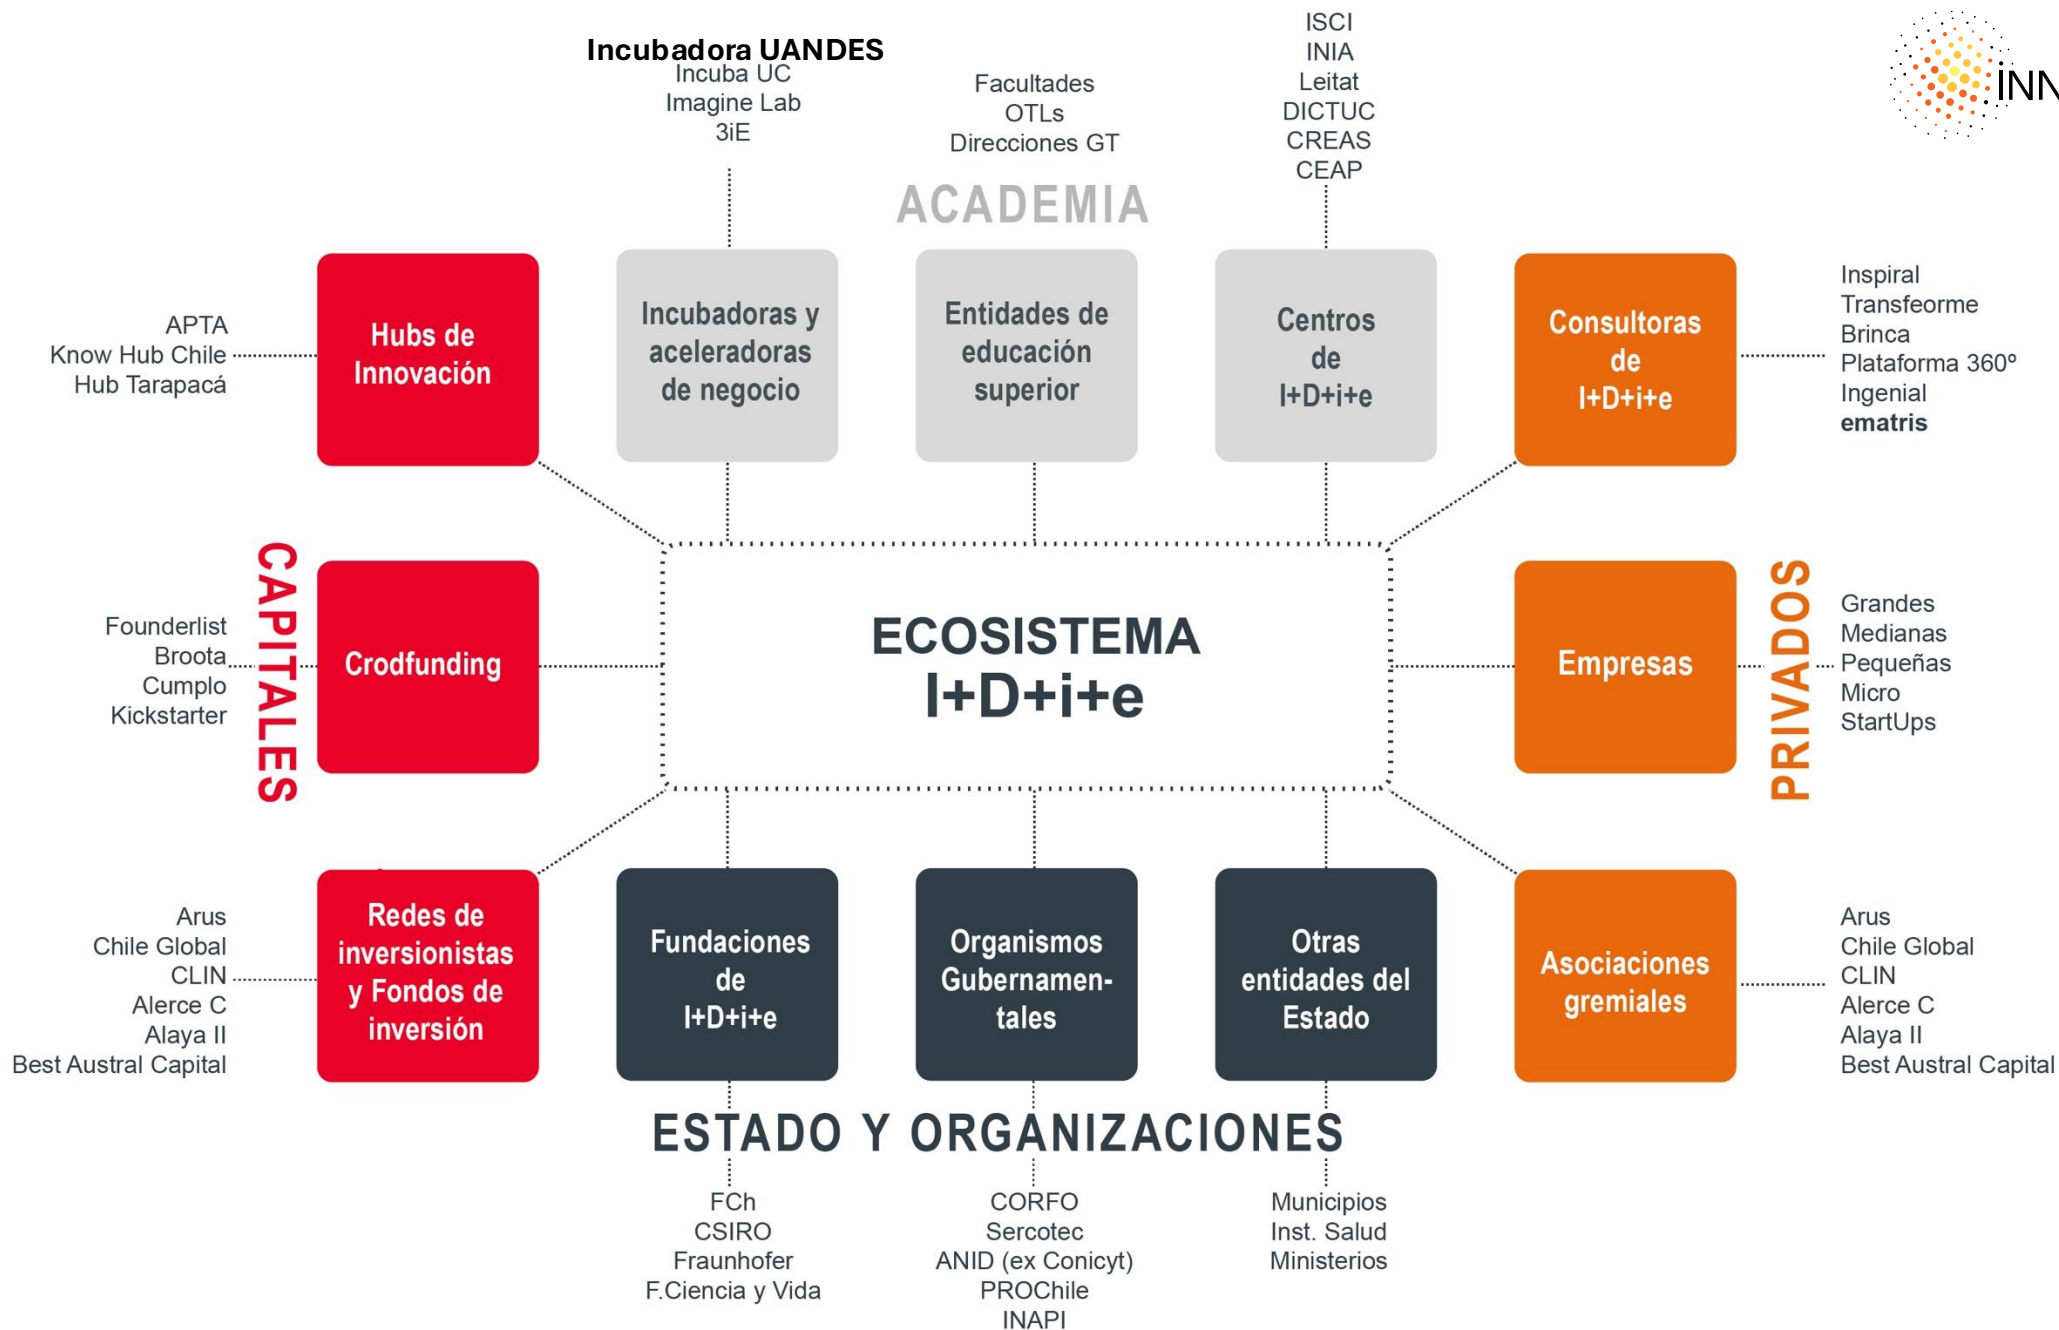 Incubadora UANDES
Incuba UC
Imagine Lab
3iE
Facultades
OTLs
Direcciones GT
ISCI
INIA
Leitat
DICTUC
CREAS
CEAP
INN
ACADEMIA
APTA
Know Hub Chile
Hub Tarapacá
Hubs de
Innovación
Incubadoras y
aceleradoras
de negocio
Entidades de
educación
superior
Centros
de
I+D+i+e
Consultoras
de
I+D+i+e
Inspiral
Transfeorme
Brinca
Plataforma 360º
Ingenial
ematris
Founderlist
Broota
Cumplo
Kickstarter
CAPITALES
Crodfunding
ECOSISTEMA
I+D+i+e
Empresas
PRIVADOS
Grandes
Medianas
Pequeñas
Micro
StartUps
Arus
Chile Global
CLIN
Alerce C
Alaya II
Best Austral Capital
Redes de
inversionistas
y Fondos de
inversión
Fundaciones
de
I+D+i+e
Organismos
Gubernamen-
tales
Otras
entidades del
Estado
Asociaciones
gremiales
Arus
Chile Global
CLIN
Alerce C
Alaya II
Best Austral Capital
ESTADO Y ORGANIZACIONES
FCh
CSIRO
Fraunhofer
F.Ciencia y Vida
CORFO
Sercotec
ANID (ex Conicyt)
PROChile
INAPI
Municipios
Inst. Salud
Ministerios